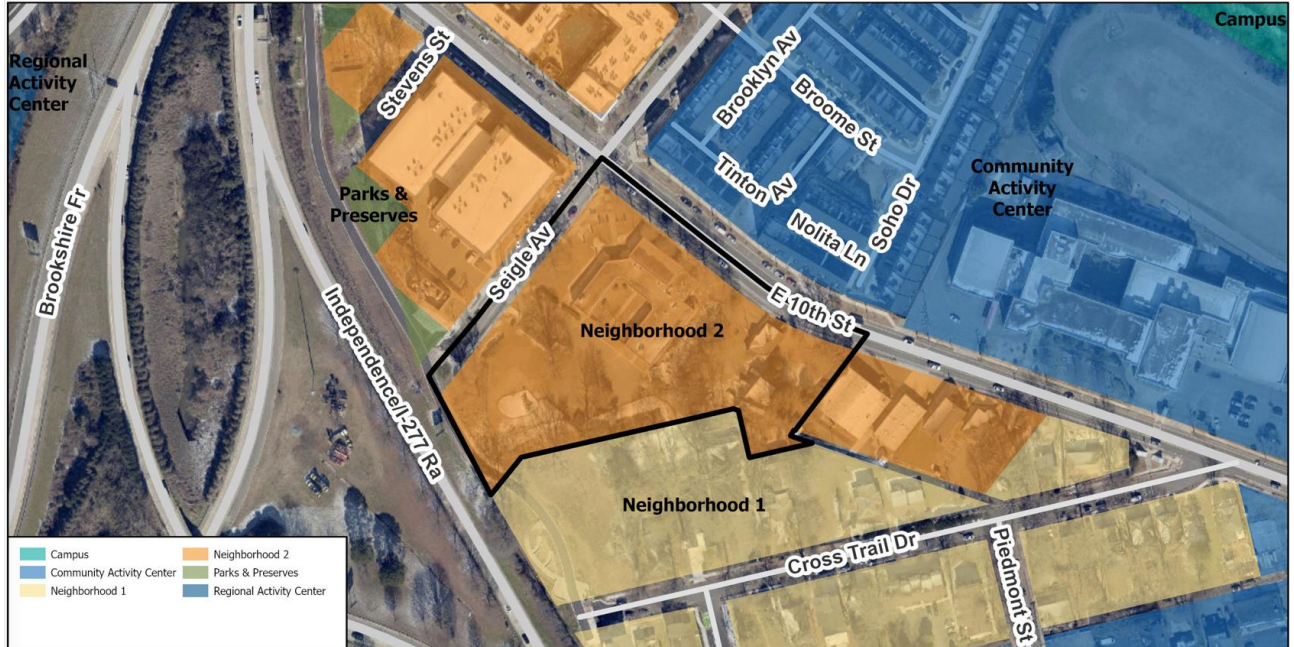 Campus
Regional
Activity
Center
Stevens St
Brooklyn Av
Broome St
Community
Activity
Center
Parks &
Preserves
Tinton Av
Soho Dr
Nolita Ln
Brookshire Fr
Seigle Av
E 10th St
Independence/I-277 Ra
Neighborhood 2
Neighborhood 1
Cross Trail Dr
Piedmont St
Campus
Community Activity Center
Neighborhood 1
Neighborhood 2
Parks & Preserves
Regional Activity Center